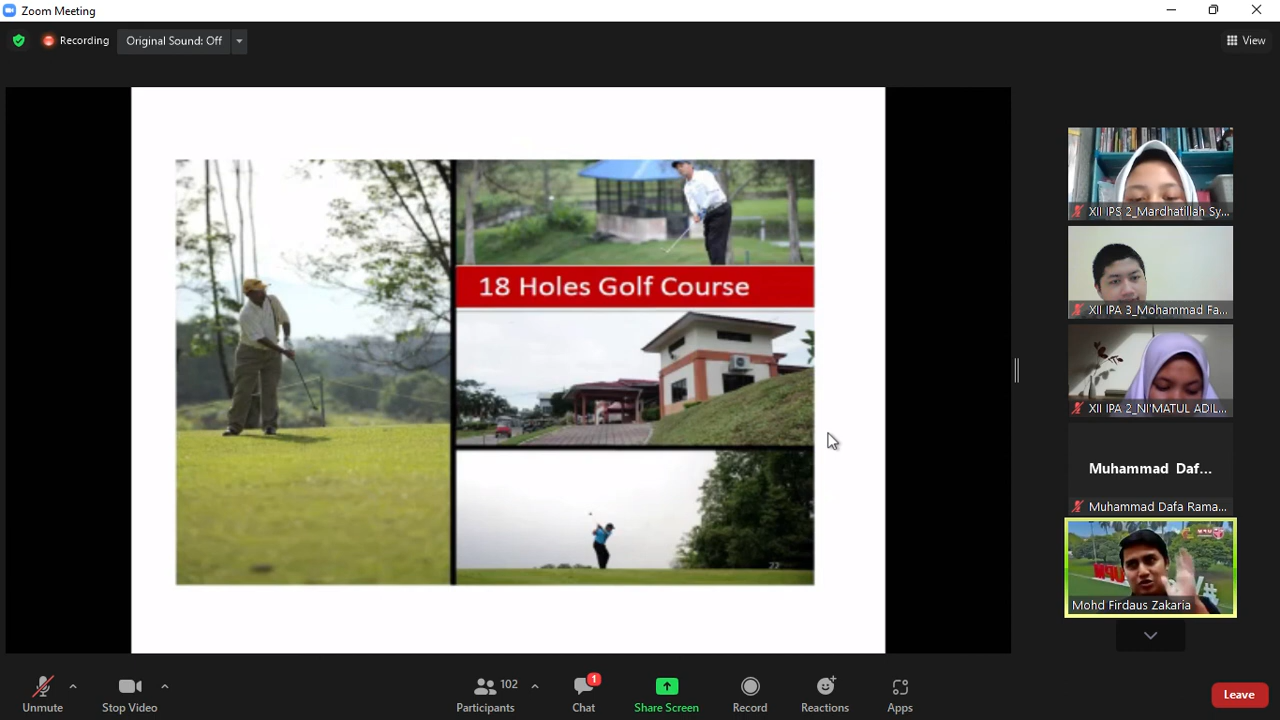 Zoom Meeting
Recording
Original Sound: Off
View
18 Holes Golf Course
22
XII IPS 2_Mardhatillah Sy...
XII IPA 3_Mohammad Fa...
XII IPA 2_NI'MATUL ADIL...
Muhammad Daf...
Muhammad Dafa Rama...
Mohd Firdaus Zakaria
Unmute
Stop Video
102
Participants
1
Chat
Share Screen
Record
Reactions
Apps
Leave